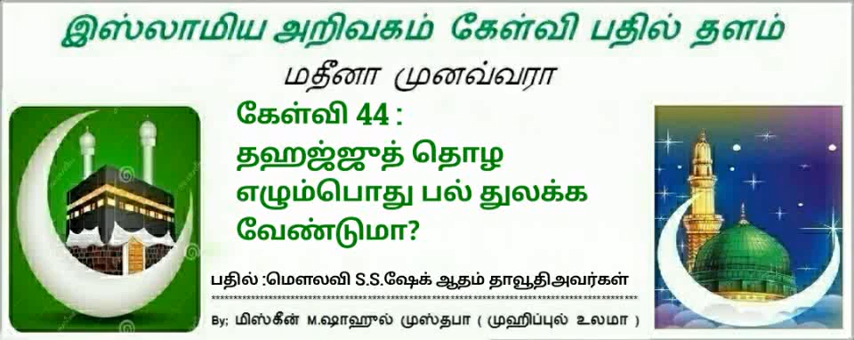 இஸ்லாமிய அறிவகம் கேள்வி பதில் தளம்
மதீனா முனவ்வரா
கேள்வி 44 :
தஹஜ்ஜுத் தொழ
எழும்பொது பல் துலக்க
வேண்டுமா?
பதில் :மௌலவி S.S.ஷேக் ஆதம் தாவூதிஅவர்கள்
By; மிஸ்கீன் M.ஷாஹுல் முஸ்தபா ( முஹிப்புல் உலமா )